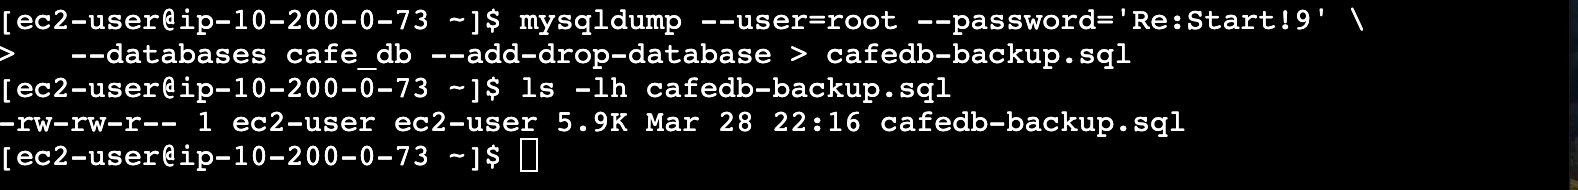 [ec2-user@ip-10-200-0-73 ~]$ mysqldump --user=root --password='Re:Start!9' \
>   --databases cafe_db --add-drop-database > cafedb-backup.sql
[ec2-user@ip-10-200-0-73 ~]$ ls -lh cafedb-backup.sql
-rw-rw-r-- 1 ec2-user ec2-user 5.9K Mar 28 22:16 cafedb-backup.sql
[ec2-user@ip-10-200-0-73 ~]$